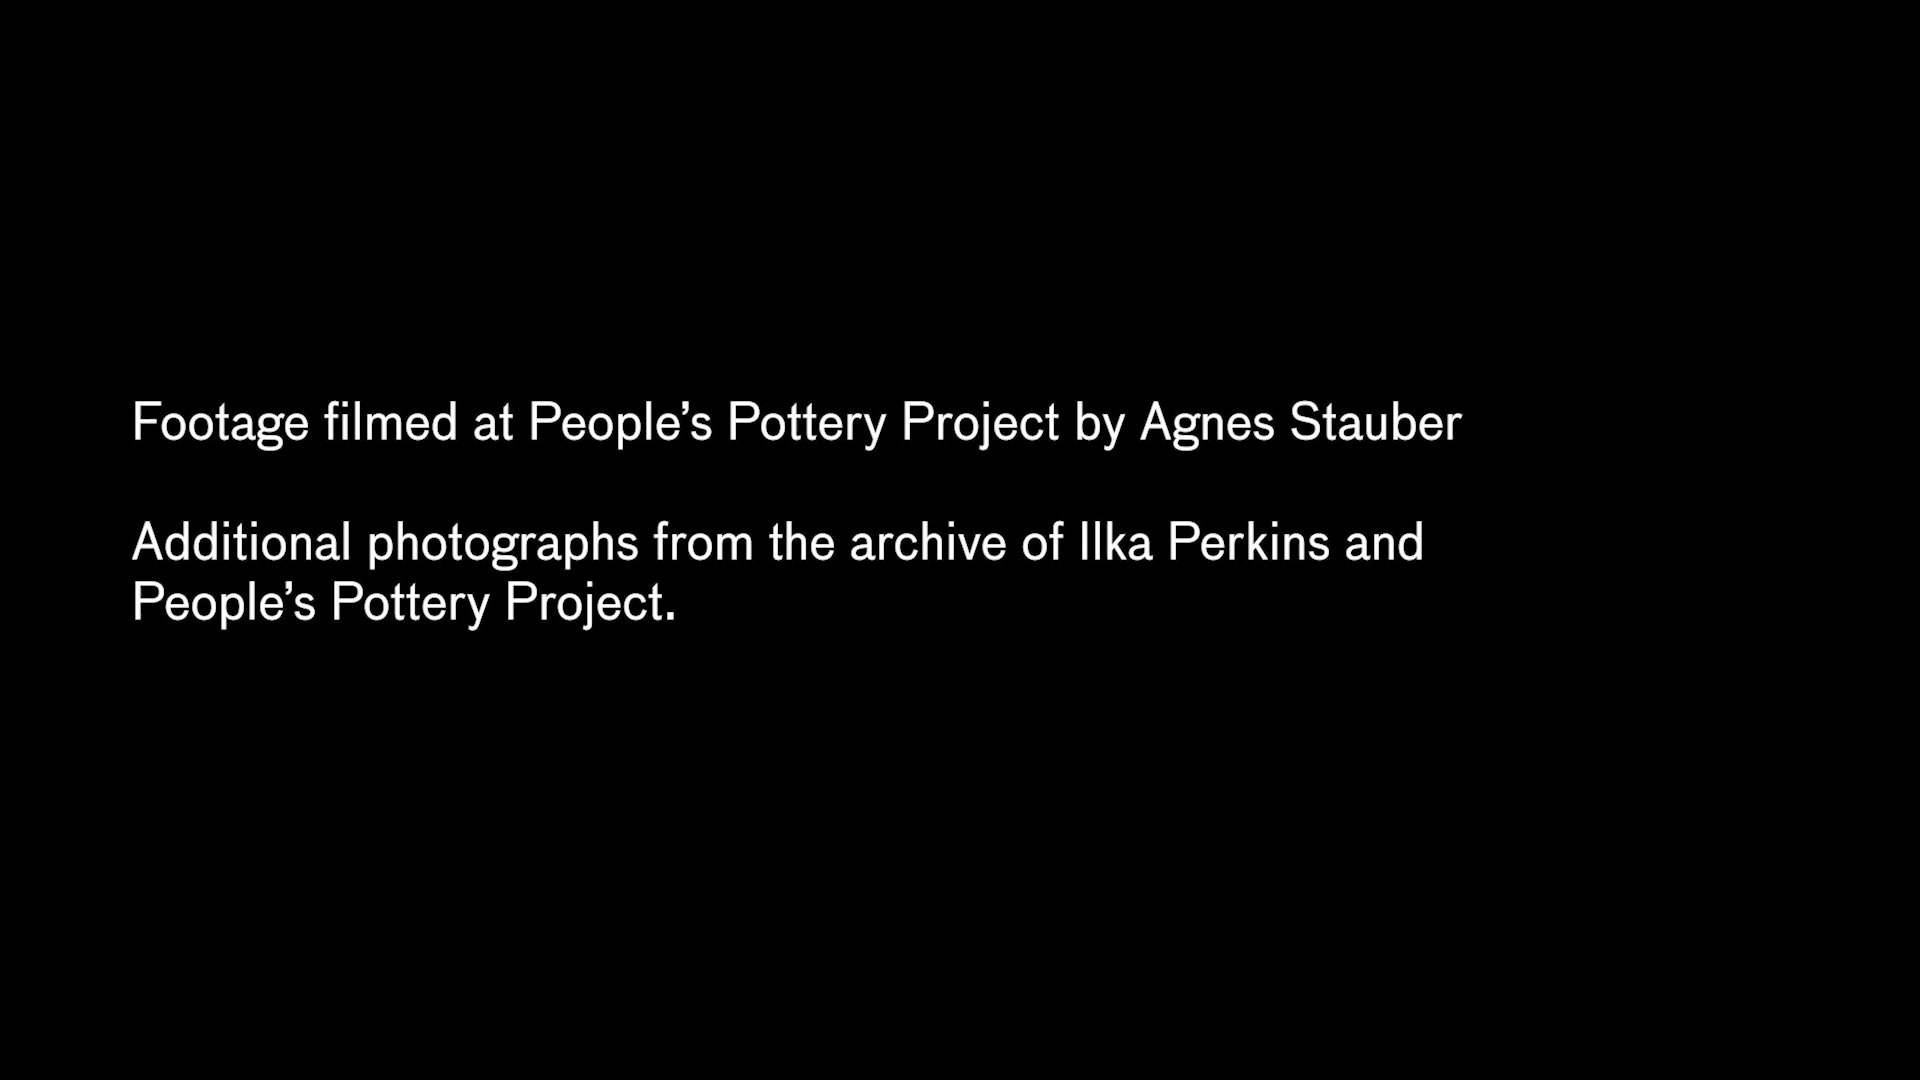 Footage filmed at People’s Pottery Project by Agnes Stauber
Additional photographs from the archive of Ilka Perkins and
People’s Pottery Project.